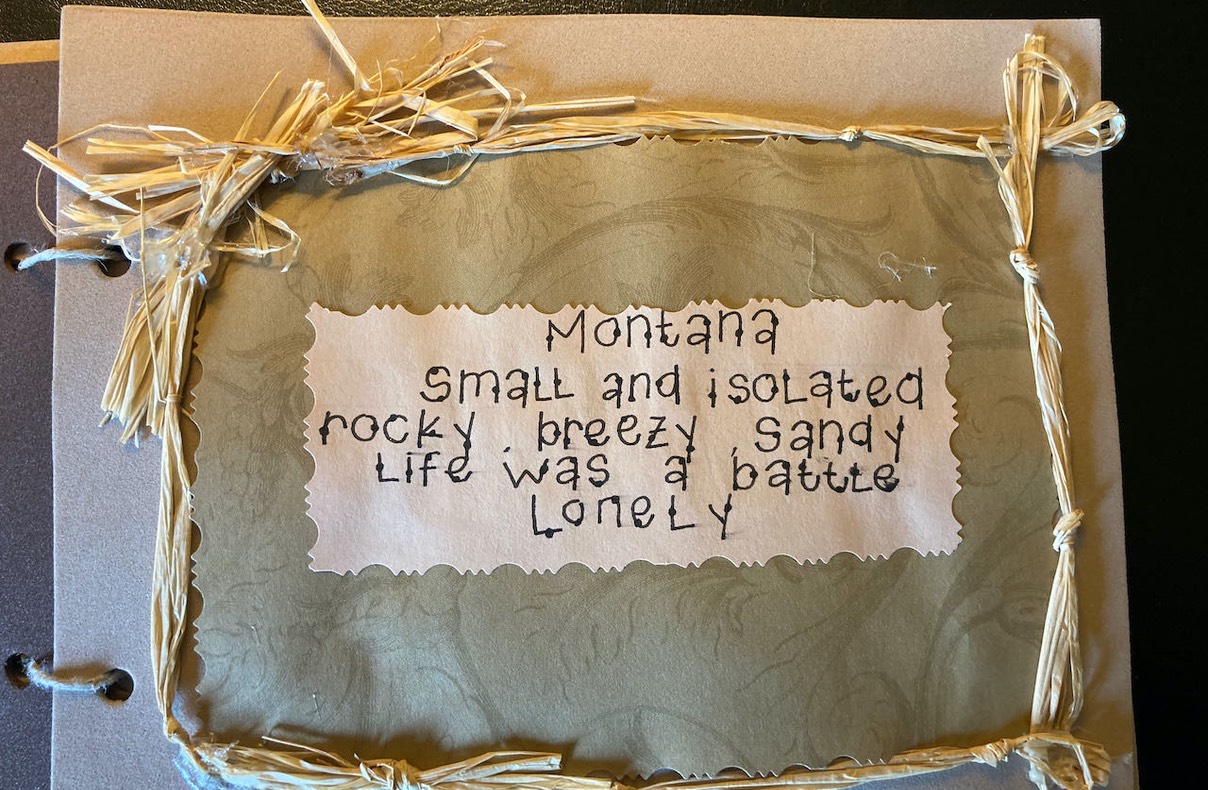 Montana
Small and isolated
rocky, breezy, Sandy
Life was a battle
Lonely